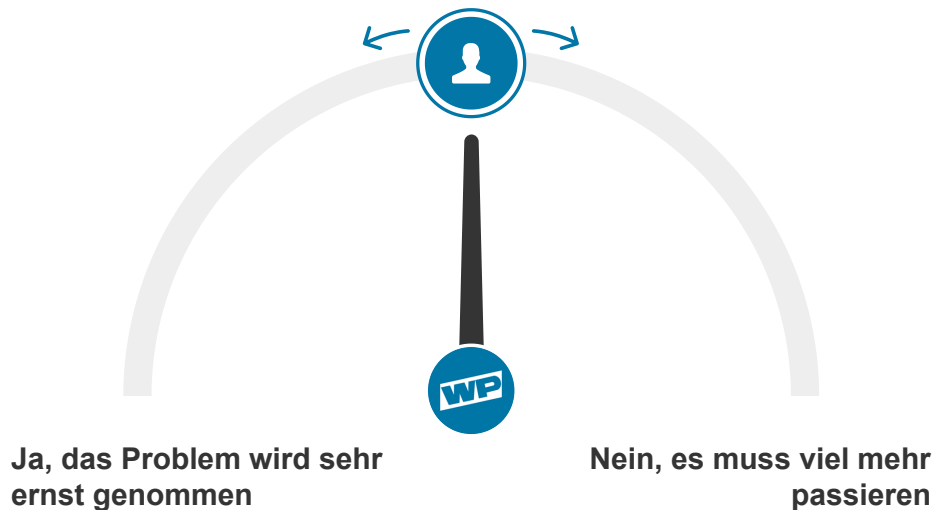 WP
Ja, das Problem wird sehr
ernst genommen
Nein, es muss viel mehr
passieren